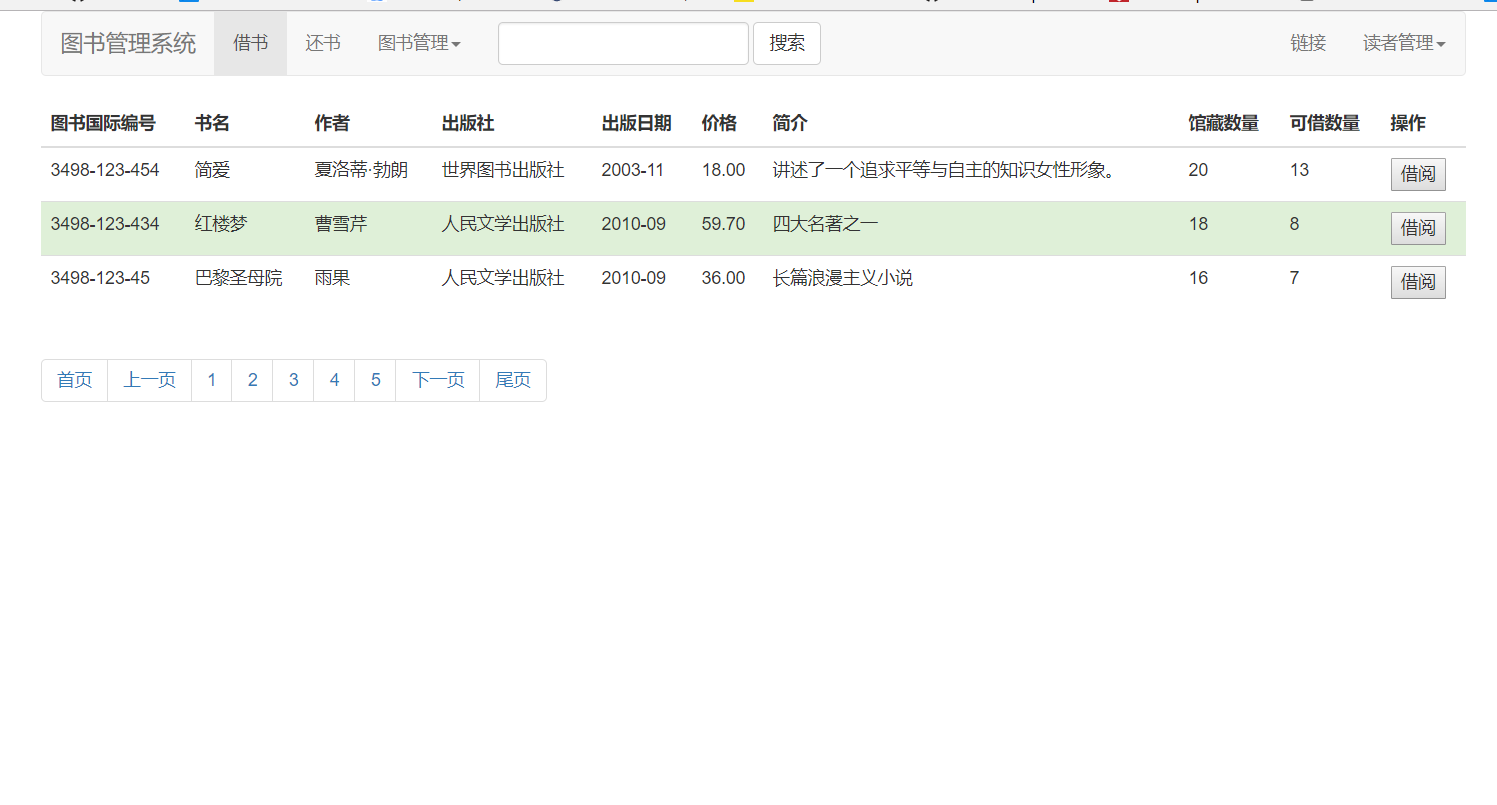 图书管理系统 借书 还书 图书管理 搜索 链接 读者管理
图书国际编号 书名 作者 出版社 出版日期 价格 简介 馆藏数量 可借数量 操作
3498-123-454 简爱 夏洛蒂·勃朗 世界图书出版社 2003-11 18.00 讲述了一个追求平等与自主的知识女性形象。 20 13 借阅
3498-123-434 红楼梦 曹雪芹 人民文学出版社 2010-09 59.70 四大名著之一 18 8 借阅
3498-123-45 巴黎圣母院 雨果 人民文学出版社 2010-09 36.00 长篇浪漫主义小说 16 7 借阅
首页 上一页 1 2 3 4 5 下一页 尾页